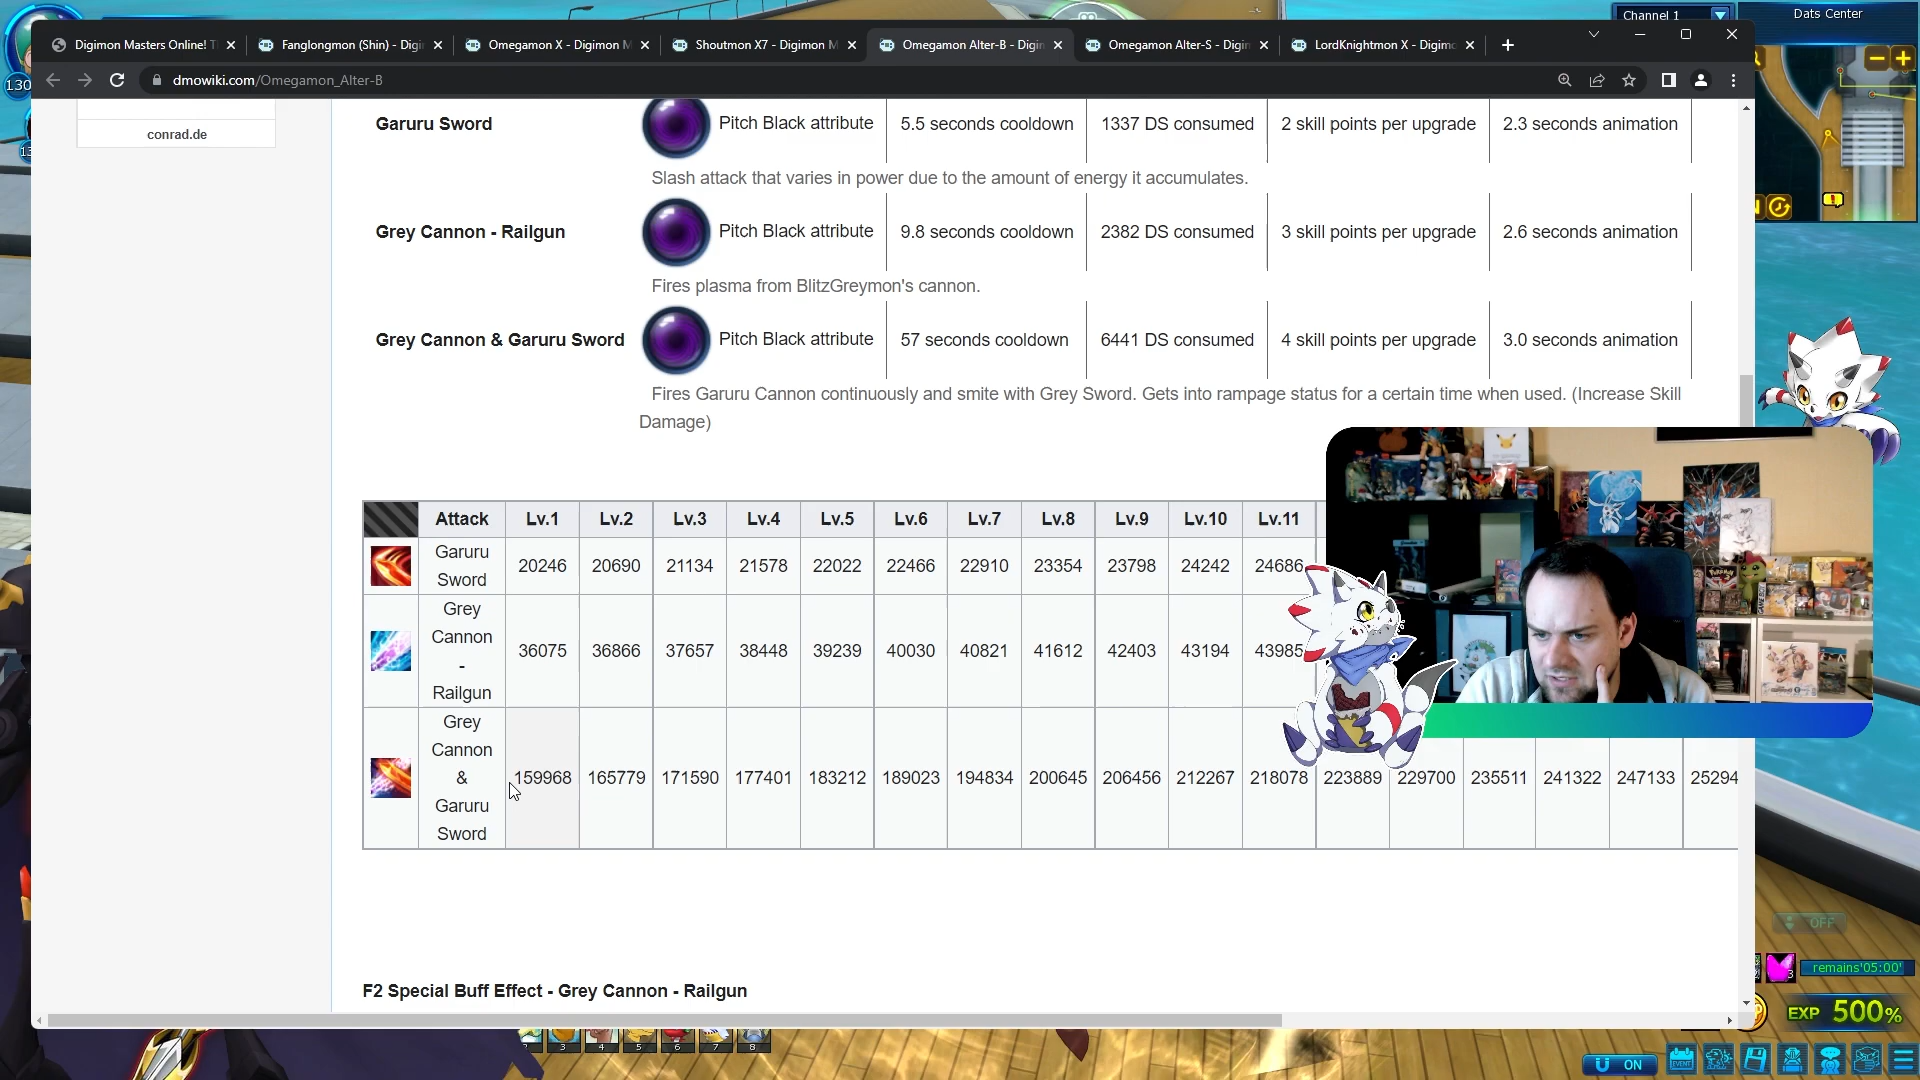 Channel 1
Dats Center
Digimon Masters Online!
Fanglongmon (Shin) - Digi
Omegamon X - Digimon M
Shoutmon X7 - Digimon M
Omegamon Alter-B - Digin
Omegamon Alter-S - Digin
LordKnightmon X - Digimo
130
dmowiki.com/Omegamon_Alter-B
conrad.de
Garuru Sword Pitch Black attribute 5.5 seconds cooldown 1337 DS consumed 2 skill points per upgrade 2.3 seconds animation
Slash attack that varies in power due to the amount of energy it accumulates.
Grey Cannon - Railgun Pitch Black attribute 9.8 seconds cooldown 2382 DS consumed 3 skill points per upgrade 2.6 seconds animation
Fires plasma from BlitzGreymon's cannon.
Grey Cannon & Garuru Sword Pitch Black attribute 57 seconds cooldown 6441 DS consumed 4 skill points per upgrade 3.0 seconds animation
Fires Garuru Cannon continuously and smite with Grey Sword. Gets into rampage status for a certain time when used. (Increase Skill
Damage)
Attack Lv.1 Lv.2 Lv.3 Lv.4 Lv.5 Lv.6 Lv.7 Lv.8 Lv.9 Lv.10 Lv.11
Garuru
Sword
20246 20690 21134 21578 22022 22466 22910 23354 23798 24242 24686
Grey
Cannon
-
Railgun
36075 36866 37657 38448 39239 40030 40821 41612 42403 43194 43985
Grey
Cannon
&
Garuru
Sword
159968 165779 171590 177401 183212 189023 194834 200645 206456 212267 218078 223889 229700 235511 241322 247133 25294
F2 Special Buff Effect - Grey Cannon - Railgun
OFF
remains'05:00'
EXP 500%
3 4 5 6 7 8
ON